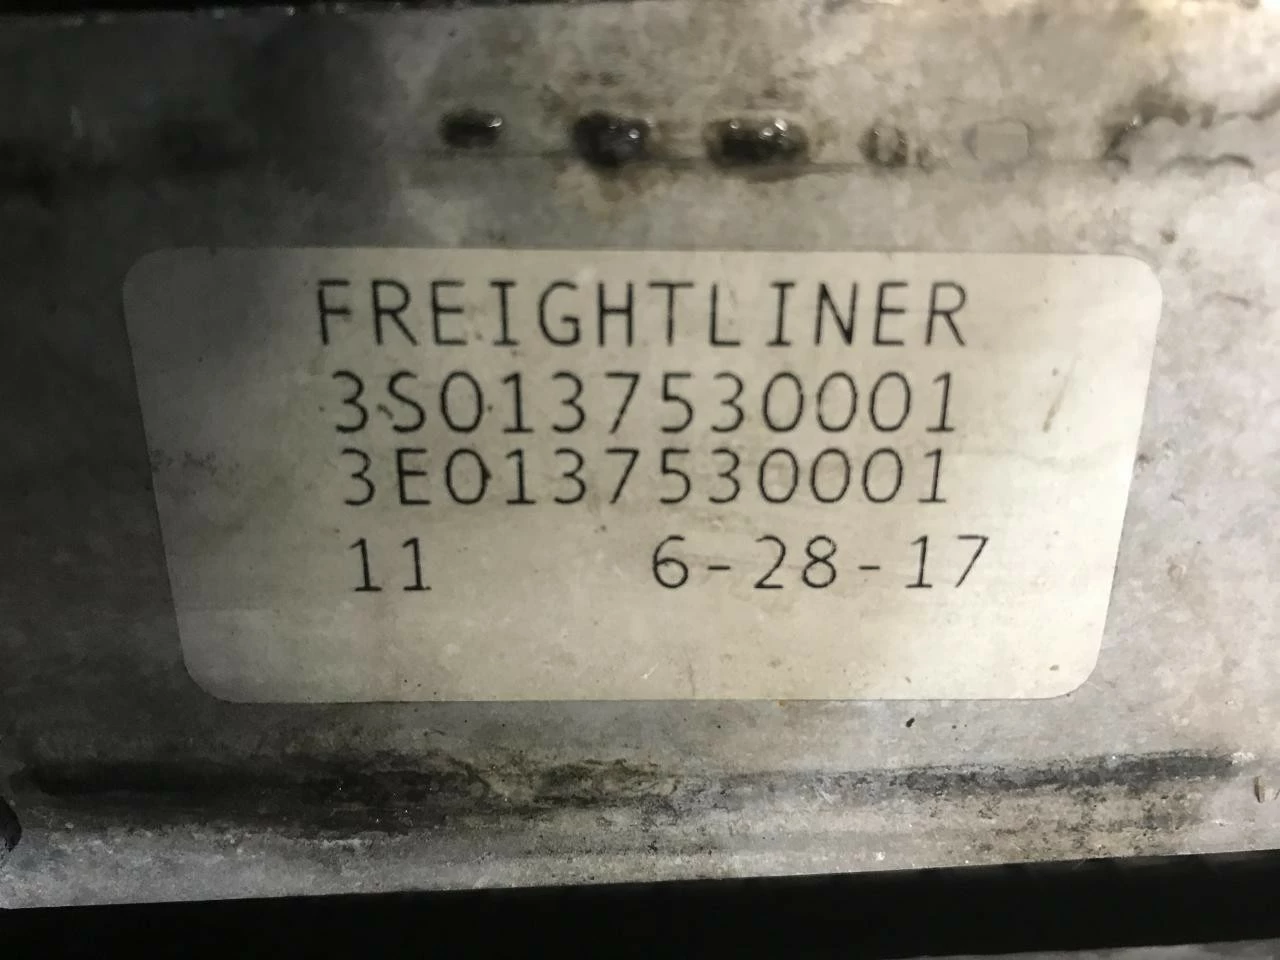 FREIGHTLINER
3S0137530001
3E0137530001
11 6-28-17